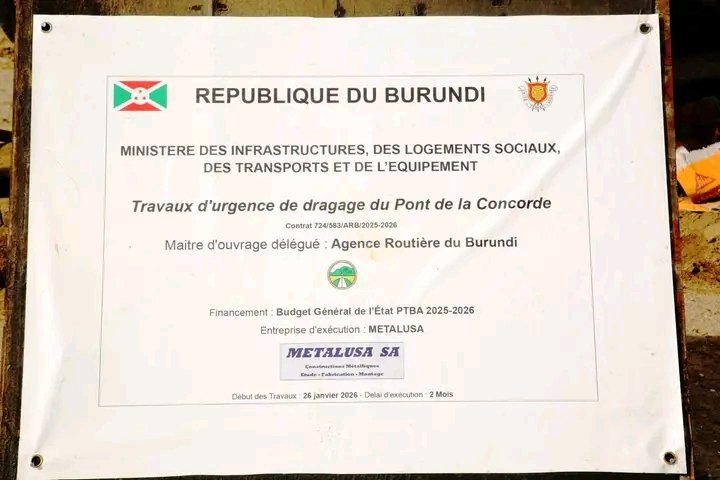 REPUBLIQUE DU BURUNDI
MINISTERE DES INFRASTRUCTURES, DES LOGEMENTS SOCIAUX,
DES TRANSPORTS ET DE L'EQUIPEMENT
Travaux d'urgence de dragage du Pont de la Concorde
Contrat 724/583/ARB/2025-2026
Maitre d'ouvrage délégué : Agence Routière du Burundi
Financement : Budget Général de l'État PTBA 2025-2026
Entreprise d'exécution : METALUSA
METALUSA SA
Constructions Métalliques
Etude - Fabrication - Montage
Début des Travaux : 26 janvier 2026 - Delai d'exécution : 2 Mois